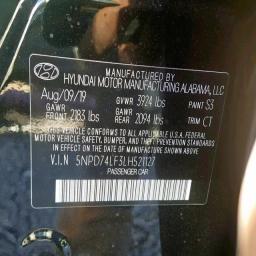 HYUNDAI MOTOR MANUFACTURING ALABAMA, LLC
Aug/09/19 GVWR 3924 lbs PAINT S3
GAWR FRONT 2183 lbs GAWR REAR 2094 lbs TRIM CT
THIS VEHICLE CONFORMS TO ALL APPLICABLE FEDERAL
MOTOR VEHICLE SAFETY, BUMPER, AND THEFT
PREVENTION STANDARDS IN EFFECT ON THE DATE OF
MANUFACTURE SHOWN ABOVE.
V.I.N 5NPD74LF3LH521127
PASSENGER CAR